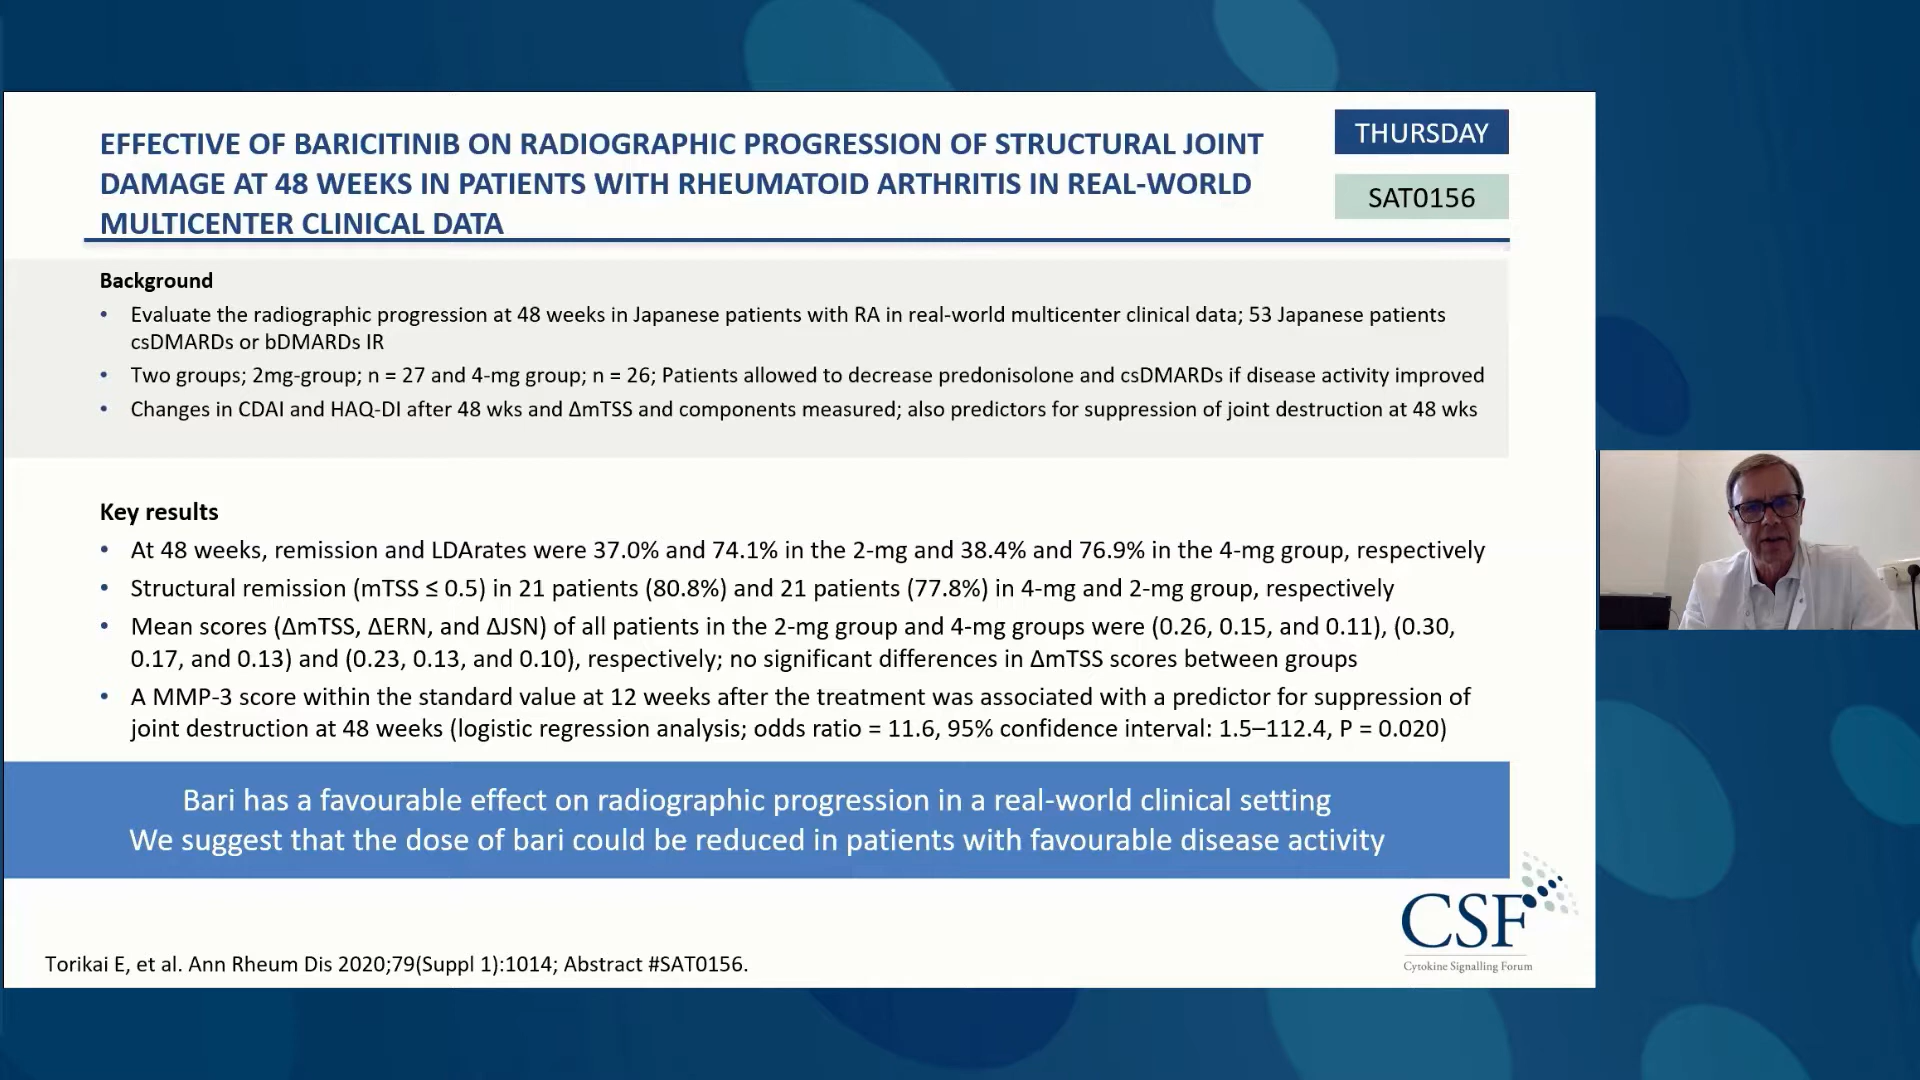 EFFECTIVE OF BARICITINIB ON RADIOGRAPHIC PROGRESSION OF STRUCTURAL JOINT
DAMAGE AT 48 WEEKS IN PATIENTS WITH RHEUMATOID ARTHRITIS IN REAL-WORLD
MULTICENTER CLINICAL DATA
THURSDAY
SAT0156
Background
• Evaluate the radiographic progression at 48 weeks in Japanese patients with RA in real-world multicenter clinical data; 53 Japanese patients
csDMARDs or bDMARDs IR
• Two groups; 2mg-group; n = 27 and 4-mg group; n = 26; Patients allowed to decrease predonisolone and csDMARDs if disease activity improved
• Changes in CDAI and HAQ-DI after 48 wks and ΔmTSS and components measured; also predictors for suppression of joint destruction at 48 wks
Key results
• At 48 weeks, remission and LDArates were 37.0% and 74.1% in the 2-mg and 38.4% and 76.9% in the 4-mg group, respectively
• Structural remission (mTSS ≤ 0.5) in 21 patients (80.8%) and 21 patients (77.8%) in 4-mg and 2-mg group, respectively
• Mean scores (ΔmTSS, ΔERN, and ΔJSN) of all patients in the 2-mg group and 4-mg groups were (0.26, 0.15, and 0.11), (0.30,
0.17, and 0.13) and (0.23, 0.13, and 0.10), respectively; no significant differences in ΔmTSS scores between groups
• A MMP-3 score within the standard value at 12 weeks after the treatment was associated with a predictor for suppression of
joint destruction at 48 weeks (logistic regression analysis; odds ratio = 11.6, 95% confidence interval: 1.5–112.4, P = 0.020)
Bari has a favourable effect on radiographic progression in a real-world clinical setting
We suggest that the dose of bari could be reduced in patients with favourable disease activity
CSF
Cytokine Signalling Forum
Torikai E, et al. Ann Rheum Dis 2020;79(Suppl 1):1014; Abstract #SAT0156.